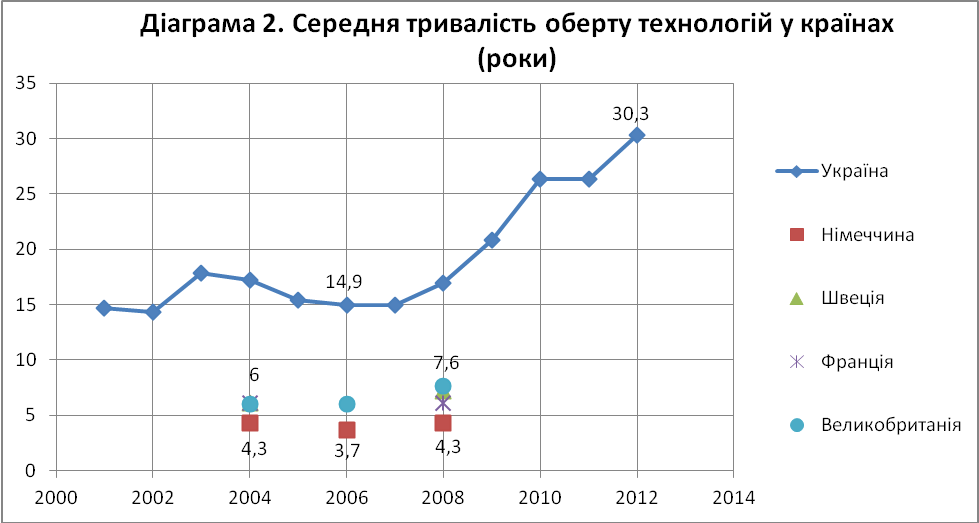 Діаграма 2. Середня тривалість оберту технологій у країнах
(роки)
35
30
25
20
15
10
5
0
2000 2002 2004 2006 2008 2010 2012 2014
30,3
14,9
6
7,6
4,3
3,7
4,3
Україна
Німеччина
Швеція
Франція
Великобританія